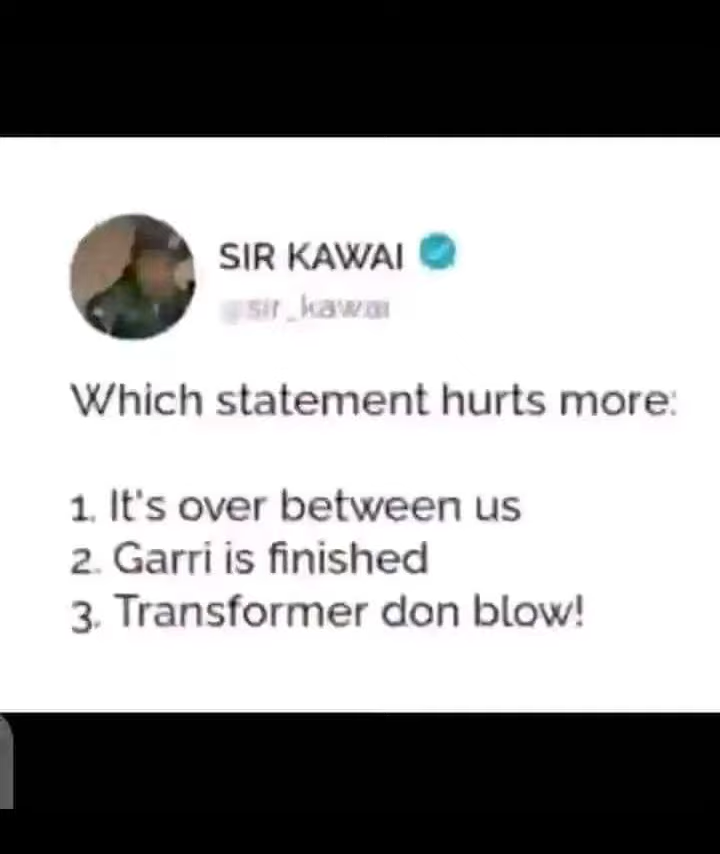 SIR KAWAI
@sir_kawai
Which statement hurts more:
1. It's over between us
2. Garri is finished
3. Transformer don blow!